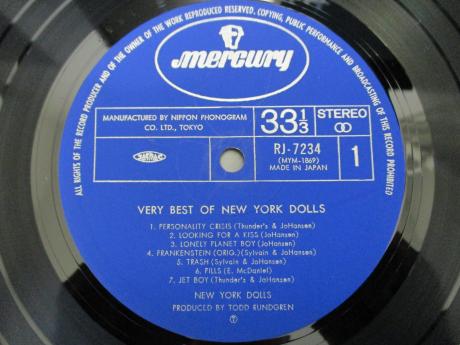 ALL RIGHTS OF THE RECORD PRODUCER AND OF THE OWNER OF THE WORK REPRODUCED RESERVED, COPYING, PUBLIC PERFORMANCE AND BROADCASTING OF THIS RECORD PROHIBITED
mercury
MANUFACTURED BY NIPPON PHONOGRAM
CO. LTD., TOKYO
33 1/3
STEREO
RJ-7234
(MYM-1869)
MADE IN JAPAN
1
VERY BEST OF NEW YORK DOLLS
1. PERSONALITY CRISIS (Thunder's & JoHansen)
2. LOOKING FOR A KISS (JoHansen)
3. LONELY PLANET BOY (JoHansen)
4. FRANKENSTEIN (ORIG.) (Sylvain & JoHansen)
5. TRASH (Sylvain & JoHansen)
6. PILLS (E. McDaniel)
7. JET BOY (Thunder's & JoHansen)
NEW YORK DOLLS
PRODUCED BY TODD RUNDGREN